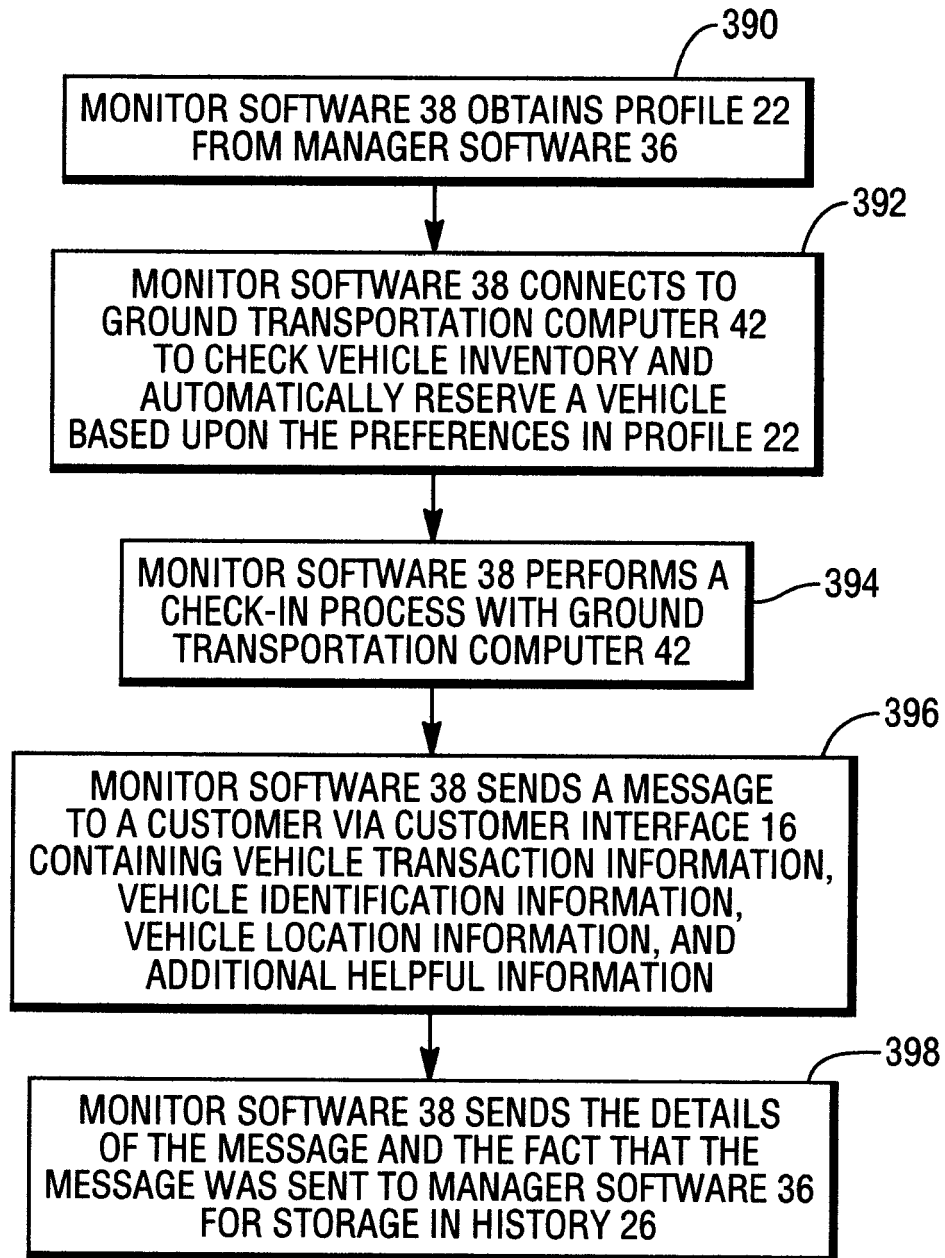 390
MONITOR SOFTWARE 38 OBTAINS PROFILE 22
FROM MANAGER SOFTWARE 36
392
MONITOR SOFTWARE 38 CONNECTS TO
GROUND TRANSPORTATION COMPUTER 42
TO CHECK VEHICLE INVENTORY AND
AUTOMATICALLY RESERVE A VEHICLE
BASED UPON THE PREFERENCES IN PROFILE 22
394
MONITOR SOFTWARE 38 PERFORMS A
CHECK-IN PROCESS WITH GROUND
TRANSPORTATION COMPUTER 42
396
MONITOR SOFTWARE 38 SENDS A MESSAGE
TO A CUSTOMER VIA CUSTOMER INTERFACE 16
CONTAINING VEHICLE TRANSACTION INFORMATION,
VEHICLE IDENTIFICATION INFORMATION,
VEHICLE LOCATION INFORMATION, AND
ADDITIONAL HELPFUL INFORMATION
398
MONITOR SOFTWARE 38 SENDS THE DETAILS
OF THE MESSAGE AND THE FACT THAT THE
MESSAGE WAS SENT TO MANAGER SOFTWARE 36
FOR STORAGE IN HISTORY 26